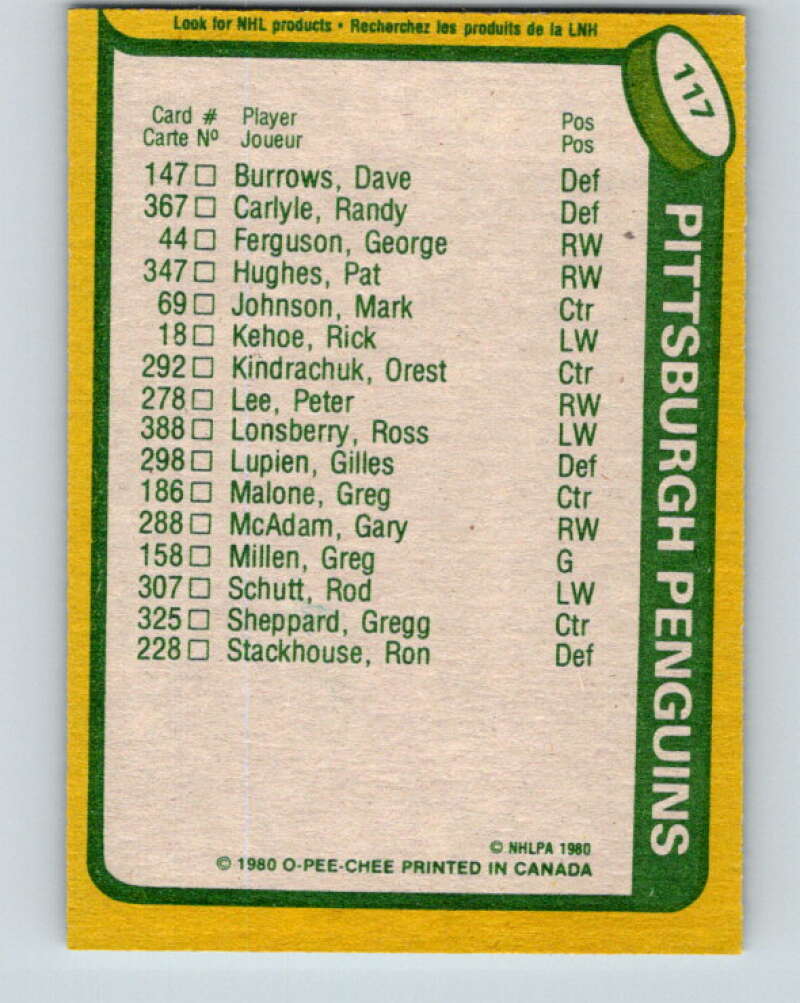 Look for NHL products • Recherchez les produits de la LNH
117
Card # Player Pos
Carte Nº Joueur Pos
147 □ Burrows, Dave Def
367 □ Carlyle, Randy Def
44 □ Ferguson, George RW
347 □ Hughes, Pat RW
69 □ Johnson, Mark Ctr
18 □ Kehoe, Rick LW
292 □ Kindrachuk, Orest Ctr
278 □ Lee, Peter RW
388 □ Lonsberry, Ross LW
298 □ Lupien, Gilles Def
186 □ Malone, Greg Ctr
288 □ McAdam, Gary RW
158 □ Millen, Greg G
307 □ Schutt, Rod LW
325 □ Sheppard, Gregg Ctr
228 □ Stackhouse, Ron Def
PITTSBURGH PENGUINS
© NHLPA 1980
© 1980 O-PEE-CHEE PRINTED IN CANADA